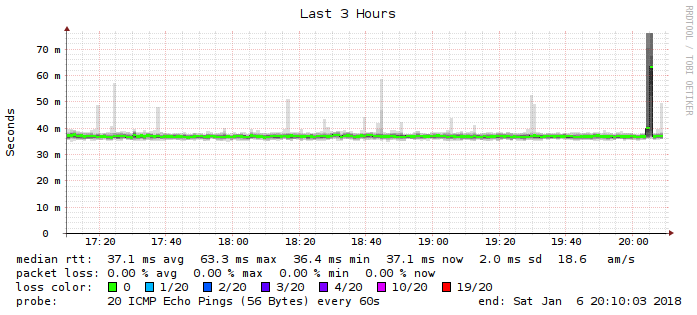 Last 3 Hours
RRDTOOL / TOBI OETIKER
Seconds
70 m
60 m
50 m
40 m
30 m
20 m
10 m
0
17:20 17:40 18:00 18:20 18:40 19:00 19:20 19:40 20:00
median rtt: 37.1 ms avg 63.3 ms max 36.4 ms min 37.1 ms now 2.0 ms sd 18.6 am/s
packet loss: 0.00 % avg 0.00 % max 0.00 % min 0.00 % now
loss color: 0 1/20 2/20 3/20 4/20 10/20 19/20
probe: 20 ICMP Echo Pings (56 Bytes) every 60s end: Sat Jan 6 20:10:03 2018